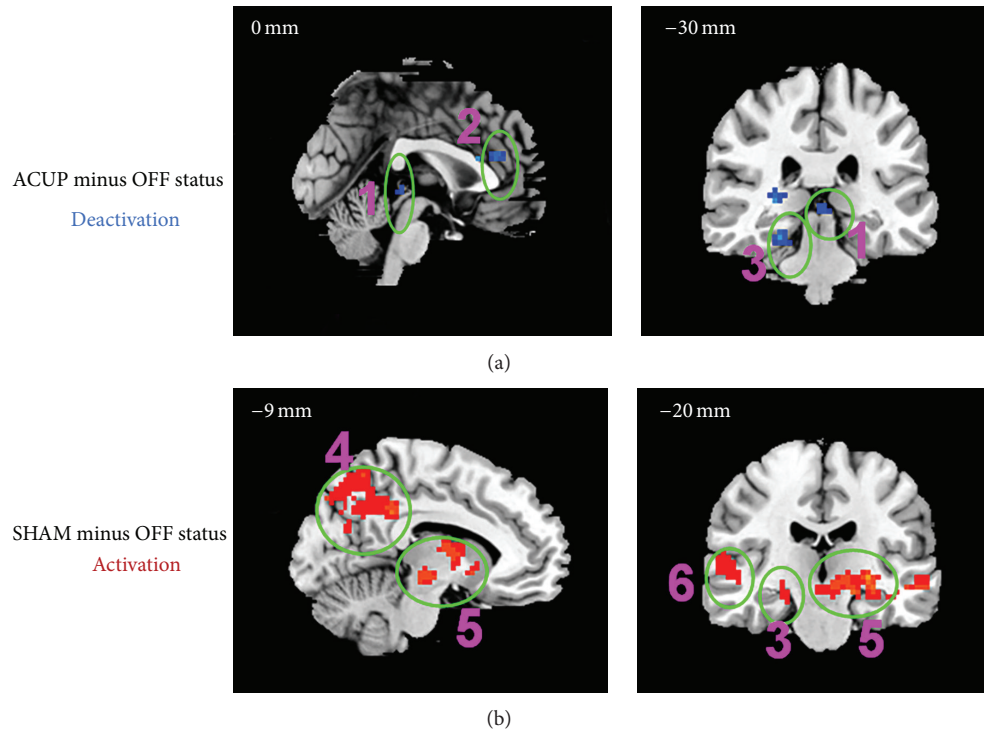 ACUP minus OFF status
Deactivation
0 mm
2
1
−30 mm
1
3
(a)
SHAM minus OFF status
Activation
−9 mm
4
5
−20 mm
6
3
5
(b)